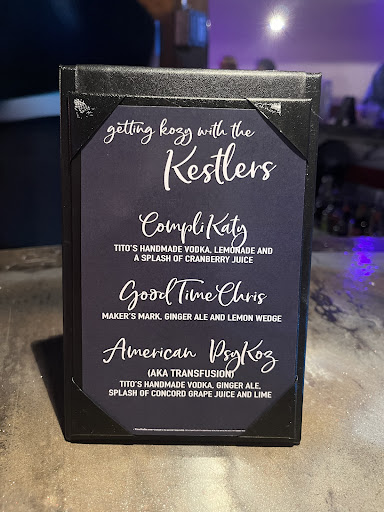 getting kozy with the
Kestlers
CompliKaty
TITO'S HANDMADE VODKA, LEMONADE AND
A SPLASH OF CRANBERRY JUICE
Good Time Chris
MAKER'S MARK, GINGER ALE AND LEMON WEDGE
American PsyKoz
(AKA TRANSFUSION)
TITO'S HANDMADE VODKA, GINGER ALE,
SPLASH OF CONCORD GRAPE JUICE AND LIME